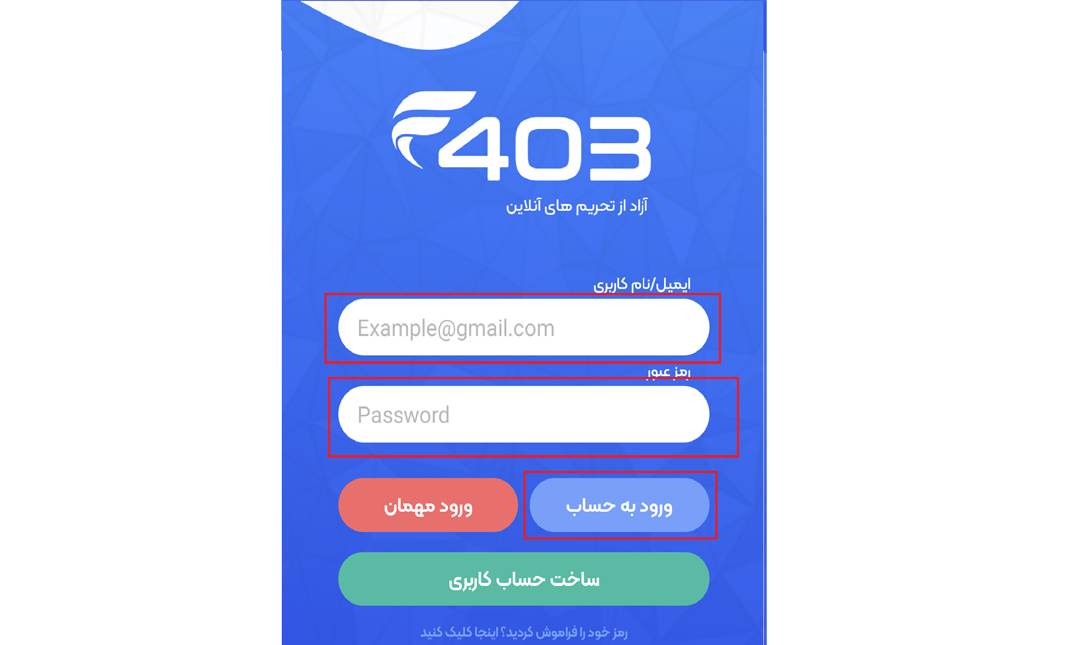 403
آزاد از تحریم های آنلاین
ایمیل/نام کاربری
Example@gmail.com
رمز عبور
Password
ورود به حساب
ورود مهمان
ساخت حساب کاربری
رمز خود را فراموش کردید؟ اینجا کلیک کنید